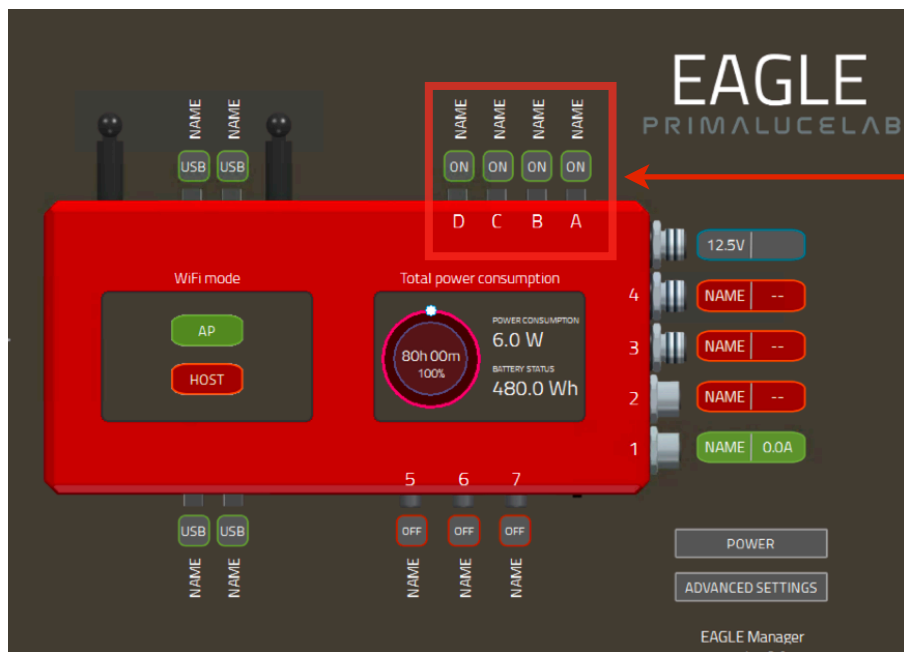 EAGLE
PRIMALUCELAB
NAME NAME NAME NAME NAME NAME
USB USB ON ON ON ON
D C B A
12.5V
WiFi mode
Total power consumption
4 NAME --
AP
POWER CONSUMPTION
6.0 W
3 NAME --
80h 00m
100%
HOST
BATTERY STATUS
480.0 Wh
2 NAME --
1 NAME 0.0A
5 6 7
USB USB OFF OFF OFF
POWER
NAME NAME NAME NAME NAME
ADVANCED SETTINGS
EAGLE Manager